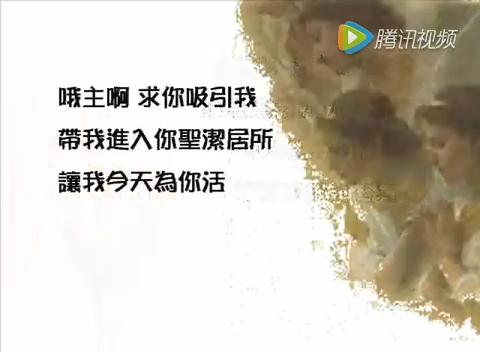 腾讯视频
哦主啊 求你吸引我
帶我進入你聖潔居所
讓我今天為你活